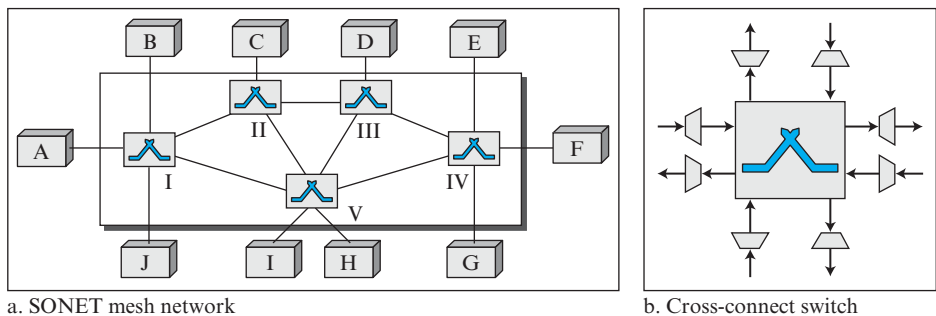 B
C
D
E
A
I
II
III
IV
F
V
J
I
H
G
a. SONET mesh network
b. Cross-connect switch